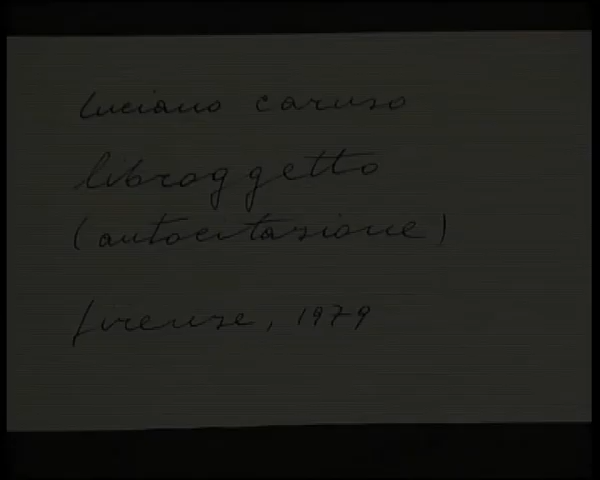 luciano caruso
libroggetto
(autocitazione)
firenze, 1979